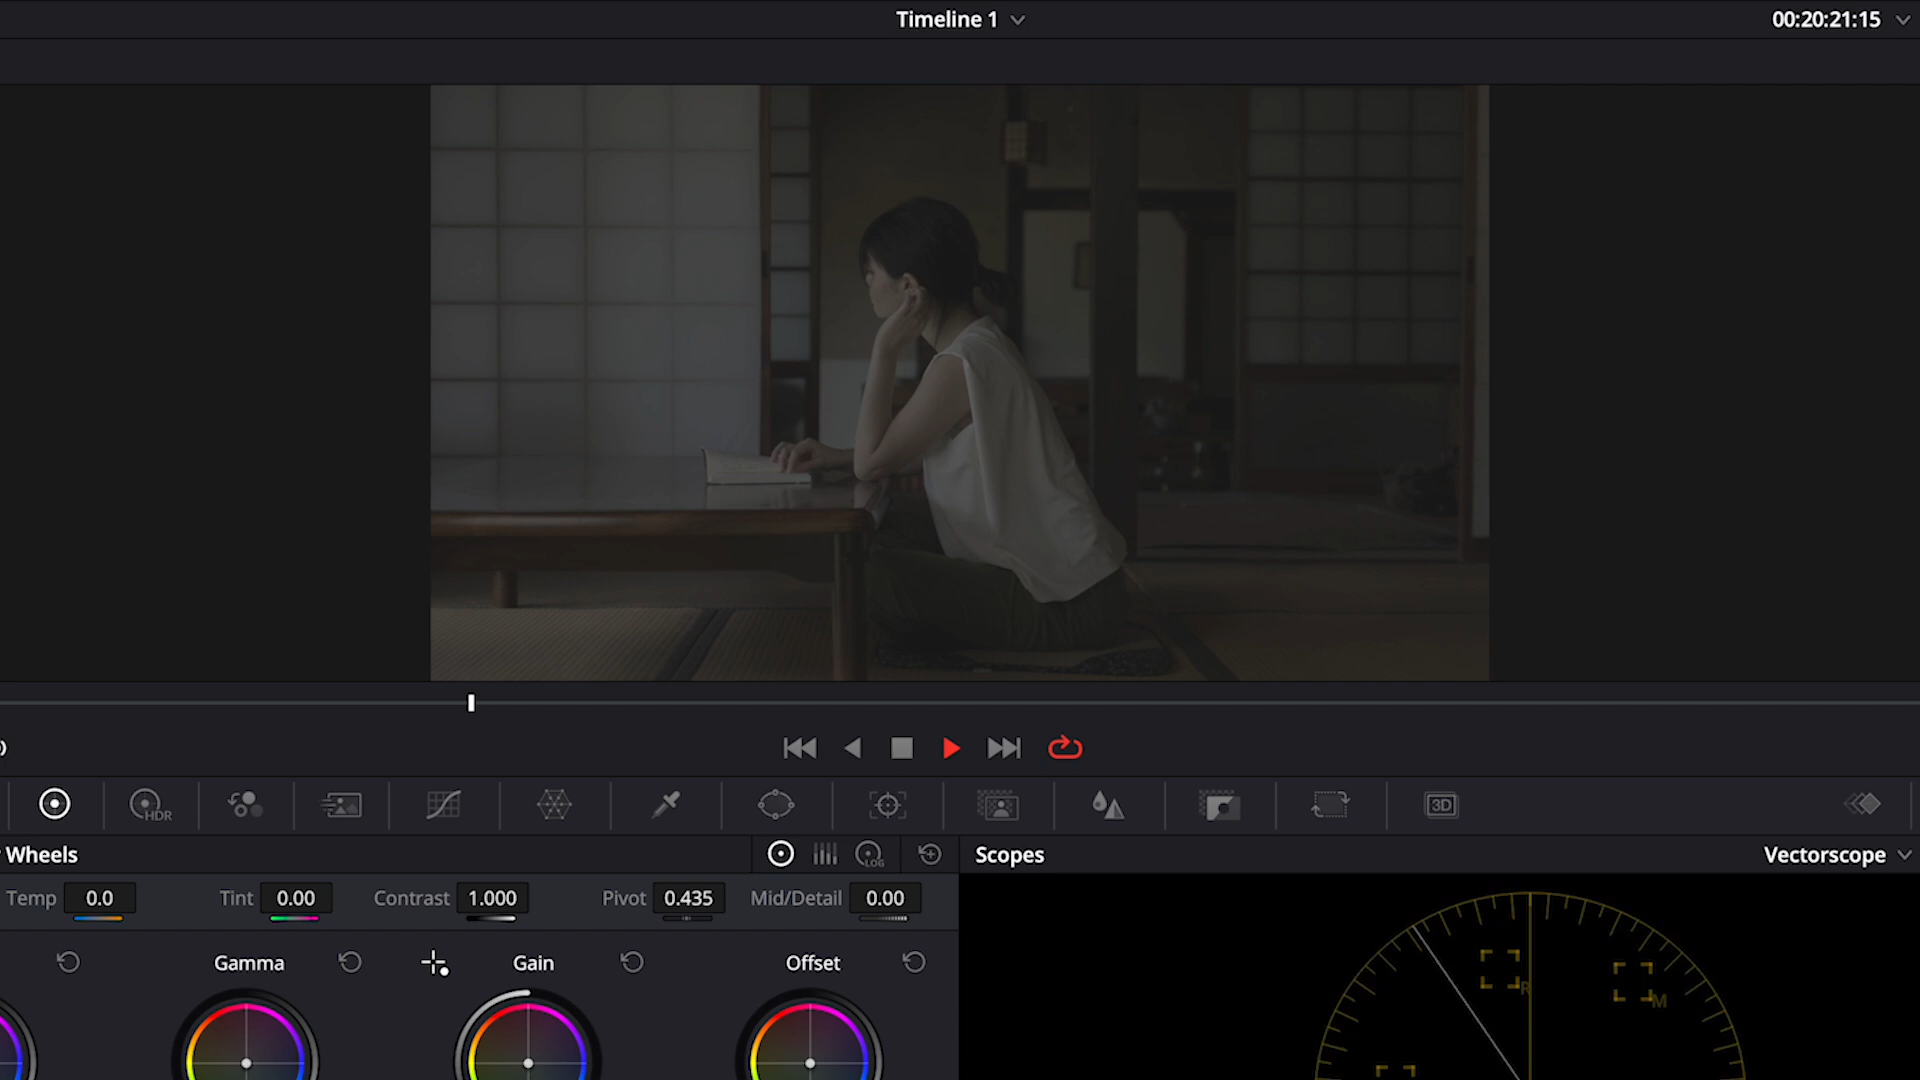 Timeline 1
00:20:21:15
HDR
3D
Wheels
LOG
Scopes
Vectorscope
Temp 0.0
Tint 0.00
Contrast 1.000
Pivot 0.435
Mid/Detail 0.00
Gamma
Gain
Offset
R
M